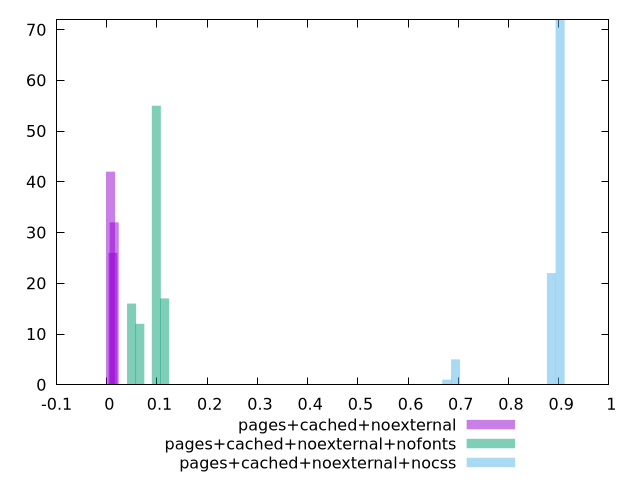 70
60
50
40
30
20
10
0
-0.1 0 0.1 0.2 0.3 0.4 0.5 0.6 0.7 0.8 0.9 1
pages+cached+noexternal
pages+cached+noexternal+nofonts
pages+cached+noexternal+nocss